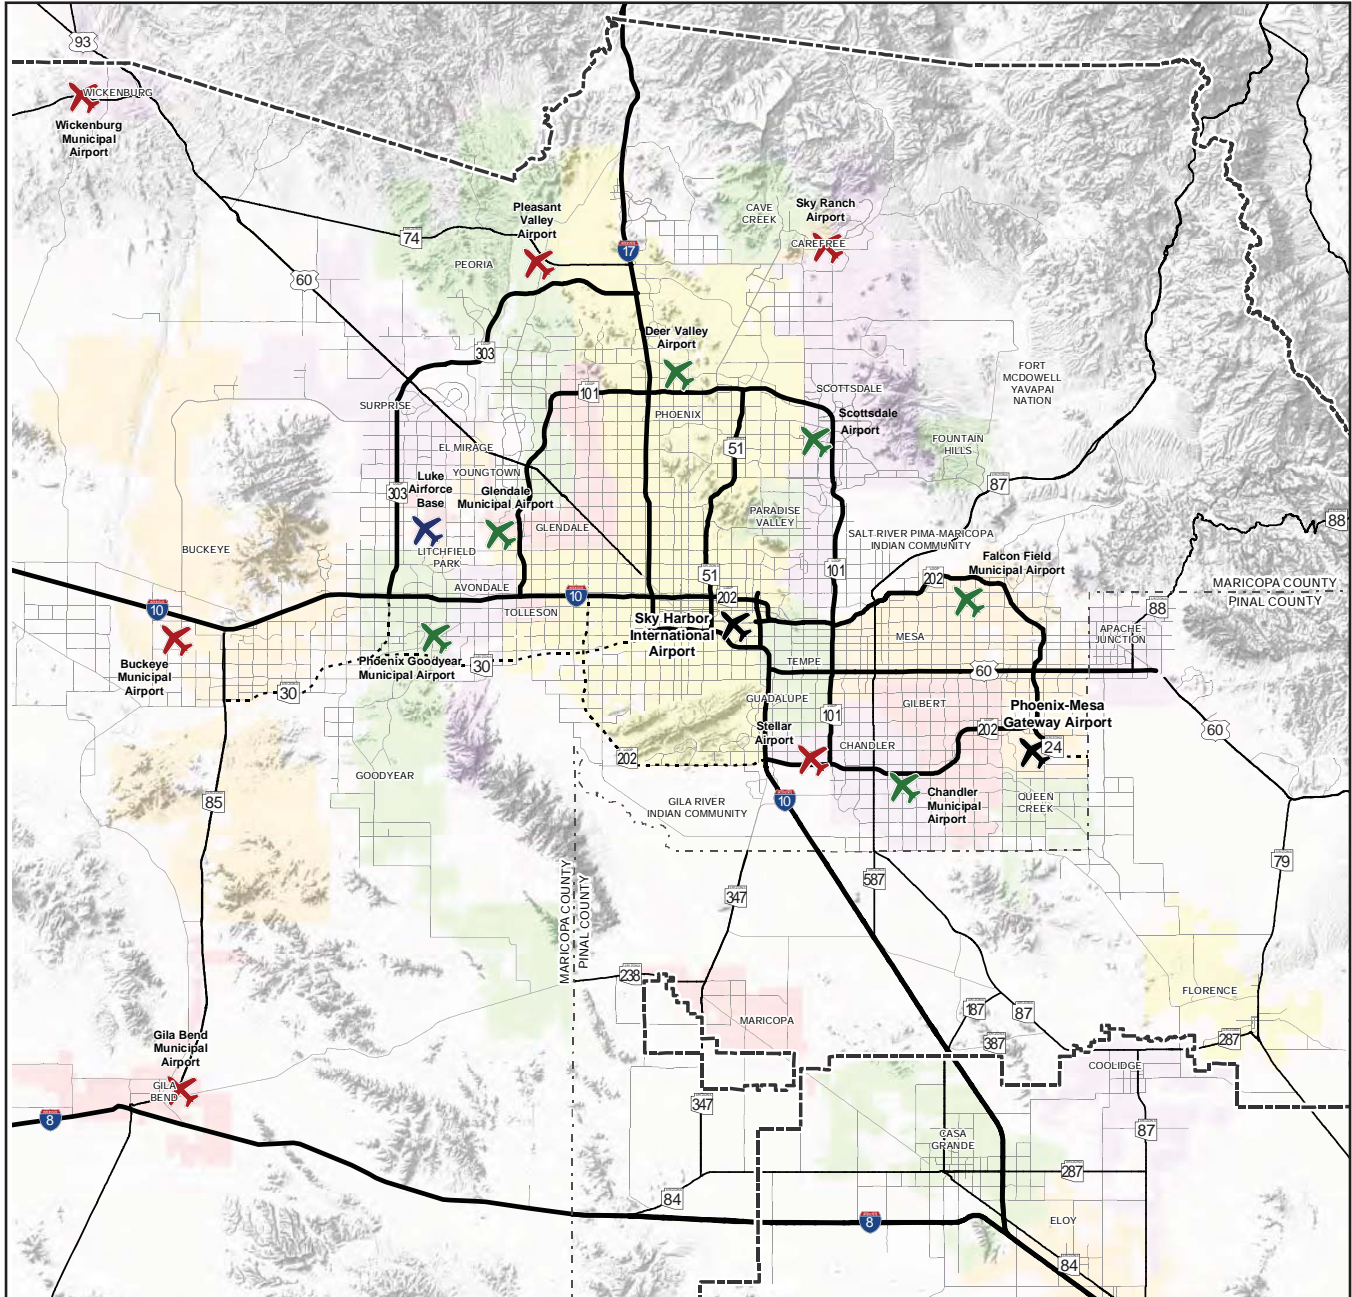 93
WICKENBURG
Wickenburg
Municipal
Airport
Pleasant
Valley
Airport
CAVE
CREEK
Sky Ranch
Airport
CAREFREE
74
17
PEORIA
60
303
Deer Valley
Airport
101
SURPRISE
PHOENIX
SCOTTSDALE
FORT
MCDOWELL
YAVAPAI
NATION
Scottsdale
Airport
EL MIRAGE
51
FOUNTAIN
HILLS
YOUNGTOWN
303
Luke
Airforce
Base
Glendale
Municipal Airport
87
PARADISE
VALLEY
88
GLENDALE
BUCKEYE
LITCHFIELD
PARK
SALT RIVER PIMA-MARICOPA
INDIAN COMMUNITY
Falcon Field
Municipal Airport
51
101
202
AVONDALE
10
10
202
MARICOPA COUNTY
PINAL COUNTY
TOLLESON
88
Sky Harbor
International
Airport
MESA
APACHE
JUNCTION
Buckeye
Municipal
Airport
Phoenix Goodyear
Municipal Airport
30
TEMPE
60
30
GUADALUPE
GILBERT
Phoenix-Mesa
Gateway Airport
101
Stellar
Airport
202
60
CHANDLER
24
202
GOODYEAR
85
10
GILA RIVER
INDIAN COMMUNITY
Chandler
Municipal
Airport
QUEEN
CREEK
79
587
347
MARICOPA COUNTY
PINAL COUNTY
238
FLORENCE
187
87
MARICOPA
Gila Bend
Municipal
Airport
387
287
COOLIDGE
GILA
BEND
8
347
87
CASA
GRANDE
287
84
8
ELOY
84